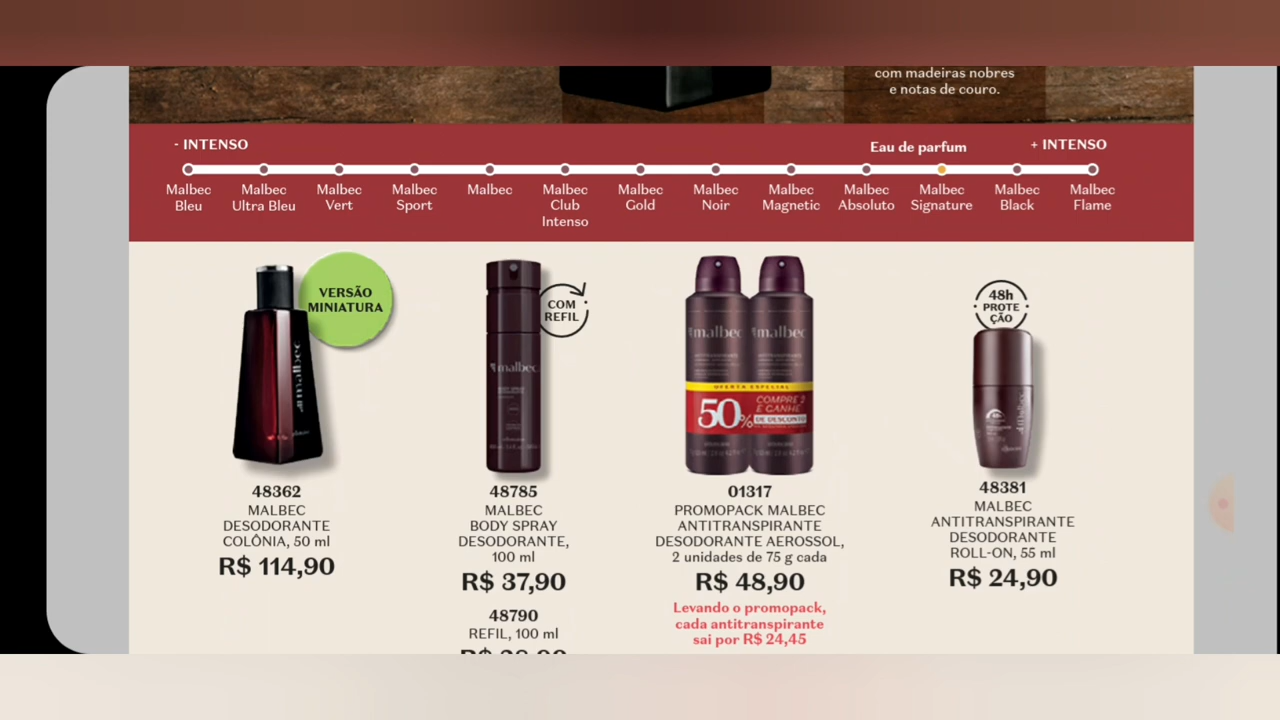 com madeiras nobres
e notas de couro.
- INTENSO
Eau de parfum
+ INTENSO
Malbec
Bleu
Malbec
Ultra Bleu
Malbec
Vert
Malbec
Sport
Malbec
Malbec
Club
Intenso
Malbec
Gold
Malbec
Noir
Malbec
Magnetic
Malbec
Absoluto
Malbec
Signature
Malbec
Black
Malbec
Flame
VERSÃO
MINIATURA
malbec
48362
MALBEC
DESODORANTE
COLÔNIA, 50 ml
R$ 114,90
COM
REFIL
malbec
48785
MALBEC
BODY SPRAY
DESODORANTE,
100 ml
R$ 37,90
48790
REFIL, 100 ml
malbec
malbec
OFERTA ESPECIAL
50%
COMPRE 2
E GANHE
DE DESCONTO
01317
PROMOPACK MALBEC
ANTITRANSPIRANTE
DESODORANTE AEROSSOL,
2 unidades de 75 g cada
R$ 48,90
Levando o promopack,
cada antitranspirante
sai por R$ 24,45
48h
PROTE
ÇÃO
malbec
48381
MALBEC
ANTITRANSPIRANTE
DESODORANTE
ROLL-ON, 55 ml
R$ 24,90